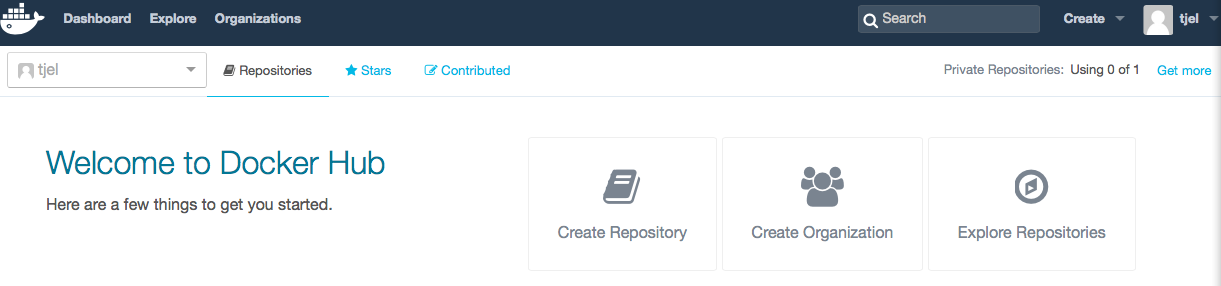 Dashboard Explore Organizations Search Create tjel
tjel Repositories Stars Contributed Private Repositories: Using 0 of 1 Get more
Welcome to Docker Hub
Here are a few things to get you started.
Create Repository Create Organization Explore Repositories